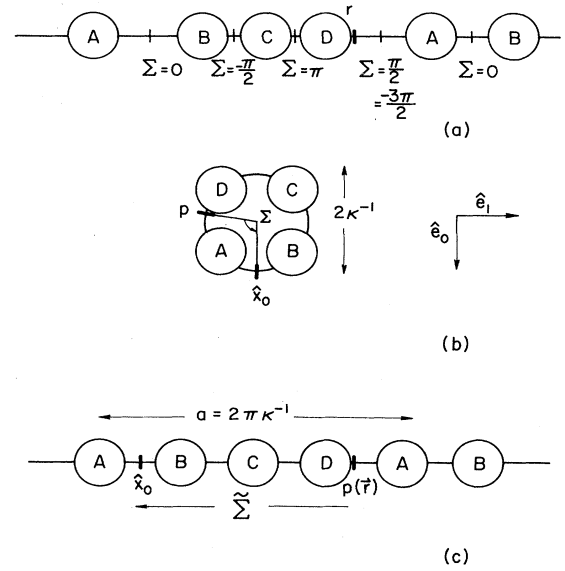 r
A B C D A B
Σ=0 Σ=-π/2 Σ=π Σ=π/2 Σ=0
=-3π/2
(a)
D C
p Σ 2κ⁻¹ ê₁
ê₀
A B
x̂₀
(b)
a = 2πκ⁻¹
A B C D A B
x̂₀ p(r⃗)
Σ̃
(c)